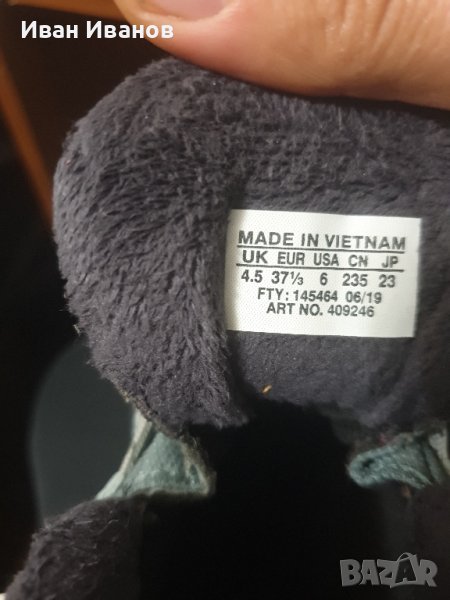 Иван Иванов
MADE IN VIETNAM
UK EUR USA CN JP
4.5 37⅓ 6 235 23
FTY: 145464 06/19
ART NO. 409246
BAZAR